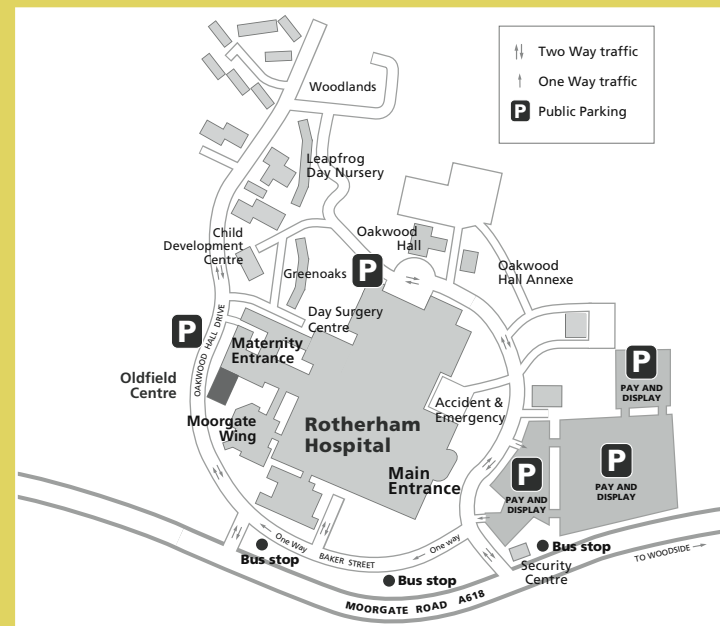 Two Way traffic
One Way traffic
P Public Parking
Woodlands
Leapfrog
Day Nursery
Child
Development
Centre
Oakwood
Hall
Greenoaks
P
Oakwood
Hall Annexe
Day Surgery
Centre
P
OAKWOOD HALL DRIVE
Maternity
Entrance
Oldfield
Centre
P
PAY AND
DISPLAY
Accident &
Emergency
Moorgate
Wing
Rotherham
Hospital
Main
Entrance
P
PAY AND
DISPLAY
P
PAY AND
DISPLAY
One Way
BAKER STREET
One way
Bus stop
Bus stop
Bus stop
Security
Centre
TO WOODSIDE
MOORGATE ROAD A618